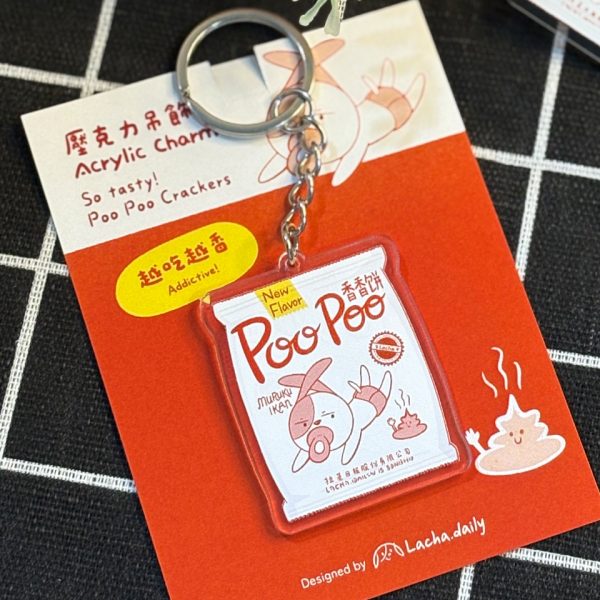 壓克力吊飾
Acrylic Charm
So tasty!
Poo Poo Crackers
越吃越香
Addictive!
New
Flavor
香香餅
Poo Poo
Lacha
MURUKU
IKAN
Designed by Lacha.daily